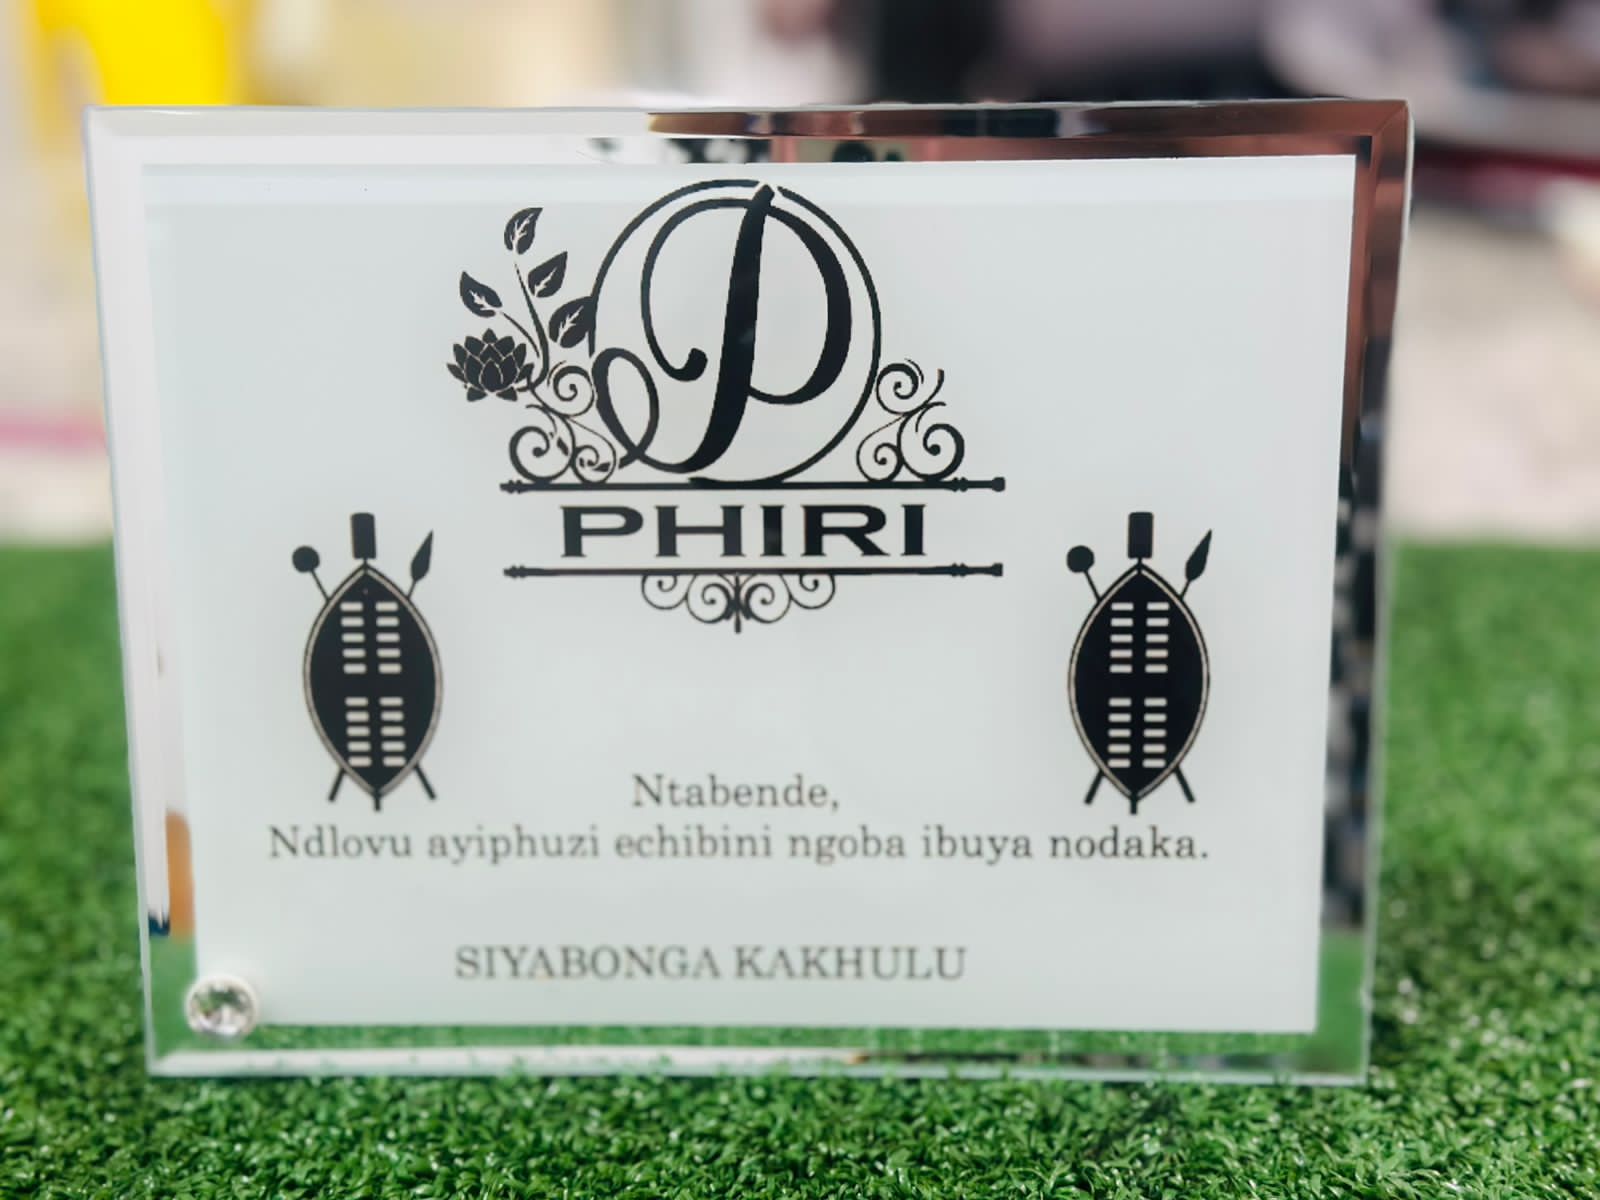 P
PHIRI
Ntabende,
Ndlovu ayiphuzi echibini ngoba ibuya nodaka.
SIYABONGA KAKHULU